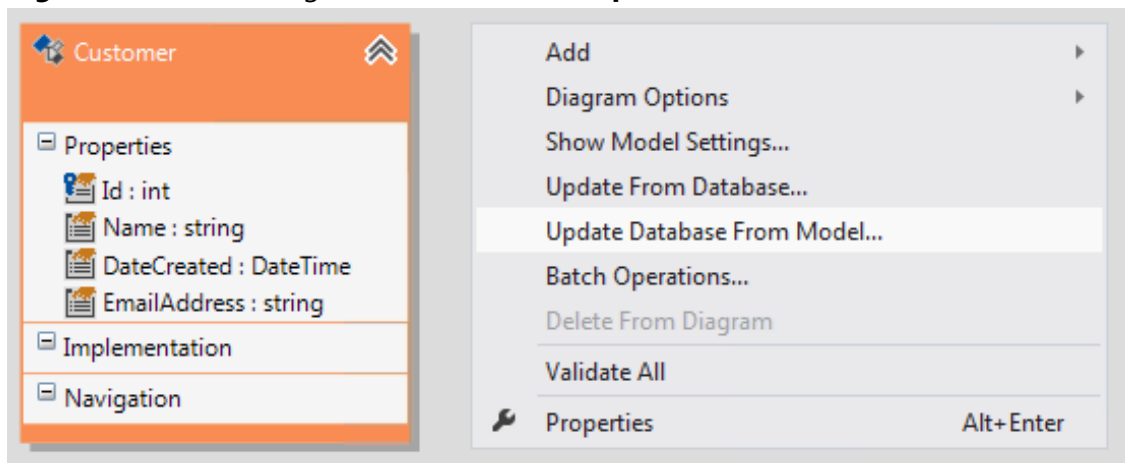 Customer
Properties
Id : int
Name : string
DateCreated : DateTime
EmailAddress : string
Implementation
Navigation
Add
Diagram Options
Show Model Settings...
Update From Database...
Update Database From Model...
Batch Operations...
Delete From Diagram
Validate All
Properties Alt+Enter